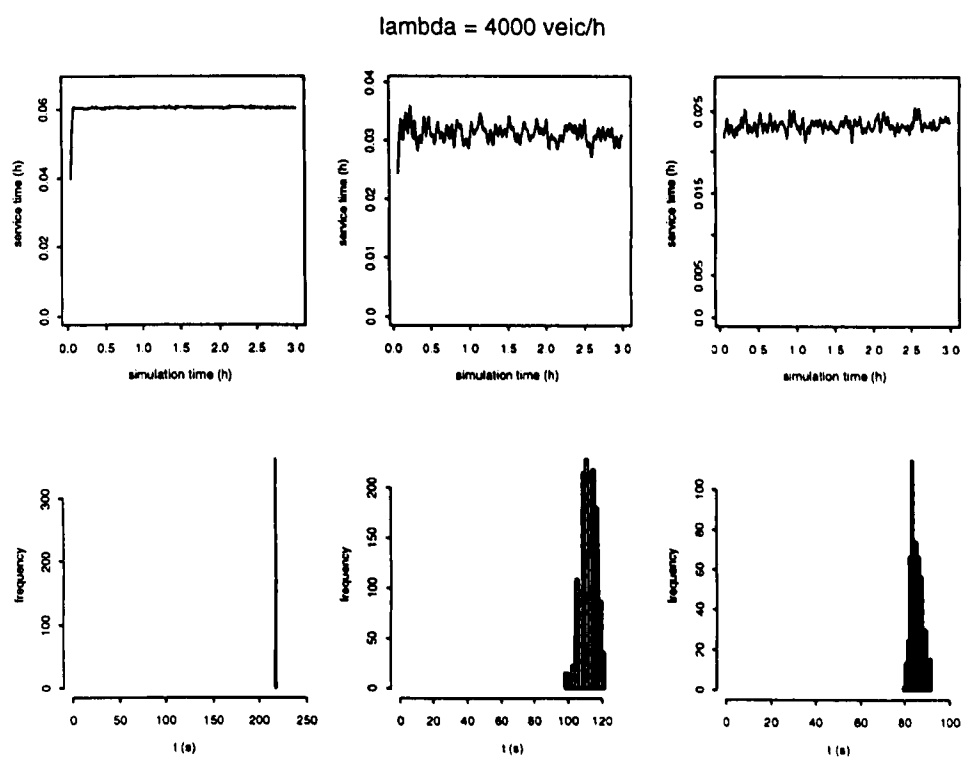 lambda = 4000 veic/h
service time (h)
0.0 0.02 0.04 0.06
0.0 0.5 1.0 1.5 2.0 2.5 3.0
simulation time (h)
service time (h)
0.0 0.01 0.02 0.03 0.04
0.0 0.5 1.0 1.5 2.0 2.5 3.0
simulation time (h)
service time (h)
0.0 0.005 0.015 0.025
0.0 0.5 1.0 1.5 2.0 2.5 3.0
simulation time (h)
frequency
0 100 200 300
0 50 100 150 200 250
t (s)
frequency
0 50 100 150 200
0 20 40 60 80 100 120
t (s)
frequency
0 20 40 60 80 100
0 20 40 60 80 100
t (s)